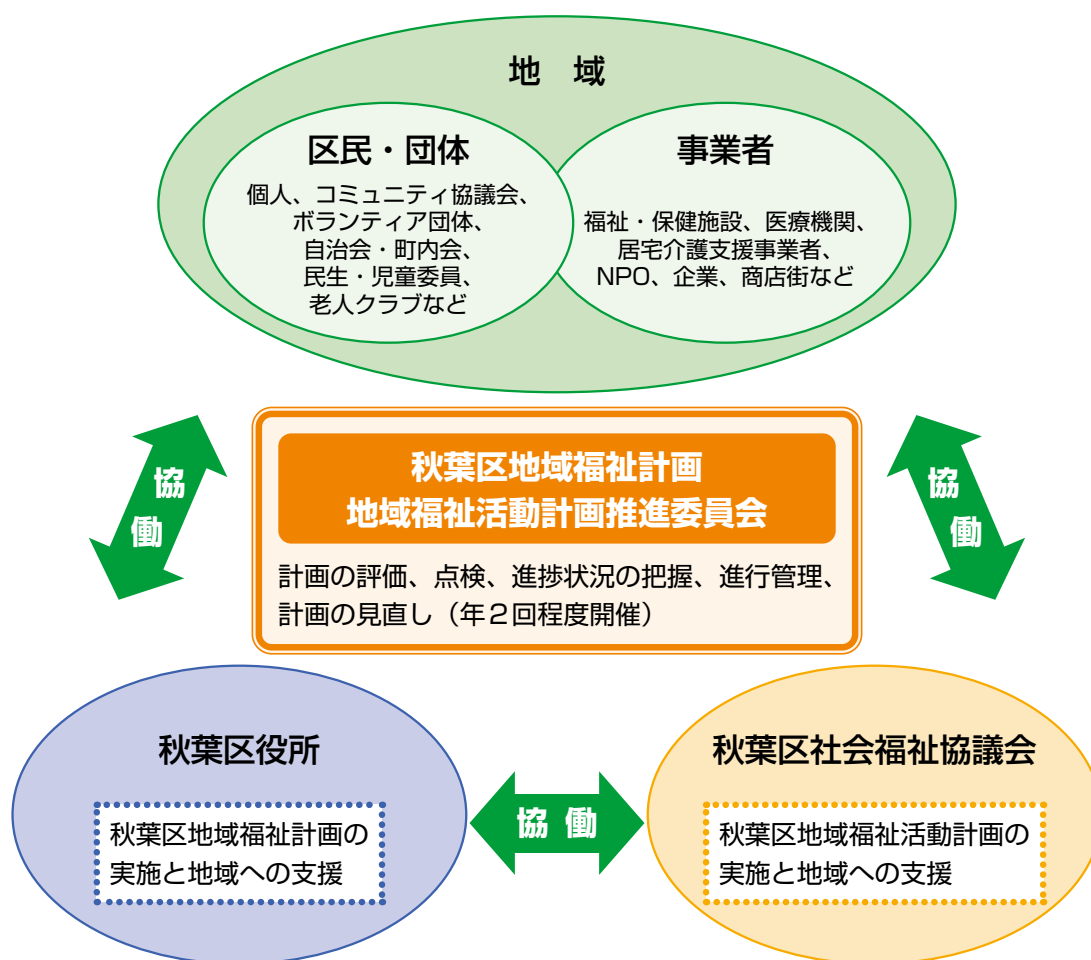 地　域
区民・団体
個人、コミュニティ協議会、
ボランティア団体、
自治会・町内会、
民生・児童委員、
老人クラブなど
事業者
福祉・保健施設、医療機関、
居宅介護支援事業者、
NPO、企業、商店街など
協
働
秋葉区地域福祉計画
地域福祉活動計画推進委員会
計画の評価、点検、進捗状況の把握、進行管理、
計画の見直し（年２回程度開催）
協
働
秋葉区役所
秋葉区地域福祉計画の
実施と地域への支援
協 働
秋葉区社会福祉協議会
秋葉区地域福祉活動計画の
実施と地域への支援